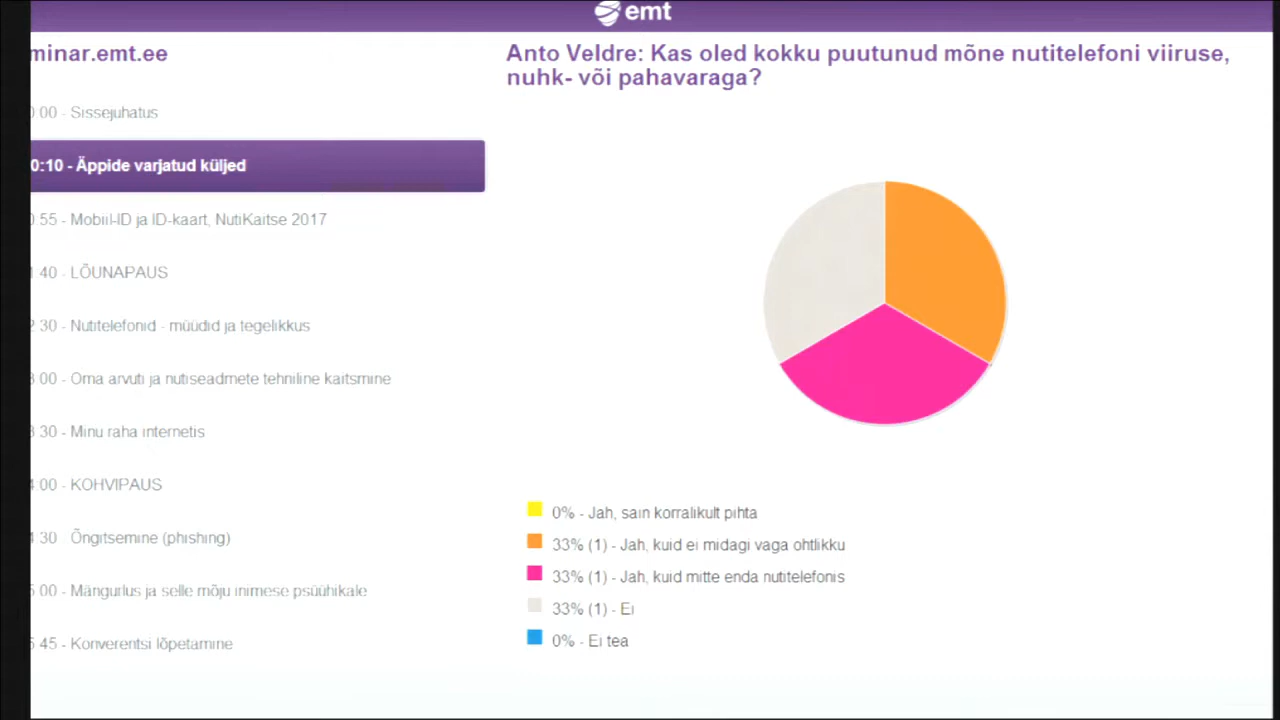 emt
minar.emt.ee
0:00 - Sissejuhatus
0:10 - Äppide varjatud küljed
0:55 - Mobiil-ID ja ID-kaart, NutiKaitse 2017
1:40 - LÕUNAPAUS
2:30 - Nutitelefonid - müüdid ja tegelikkus
3:00 - Oma arvuti ja nutiseadmete tehniline kaitsmine
3:30 - Minu raha internetis
4:00 - KOHVIPAUS
4:30 - Õngitsemine (phishing)
5:00 - Mängurlus ja selle mõju inimese psüühikale
5:45 - Konverentsi lõpetamine
Anto Veldre: Kas oled kokku puutunud mõne nutitelefoni viiruse,
nuhk- või pahavaraga?
0% - Jah, sain korralikult pihta
33% (1) - Jah, kuid ei midagi väga ohtlikku
33% (1) - Jah, kuid mitte enda nutitelefonis
33% (1) - Ei
0% - Ei tea